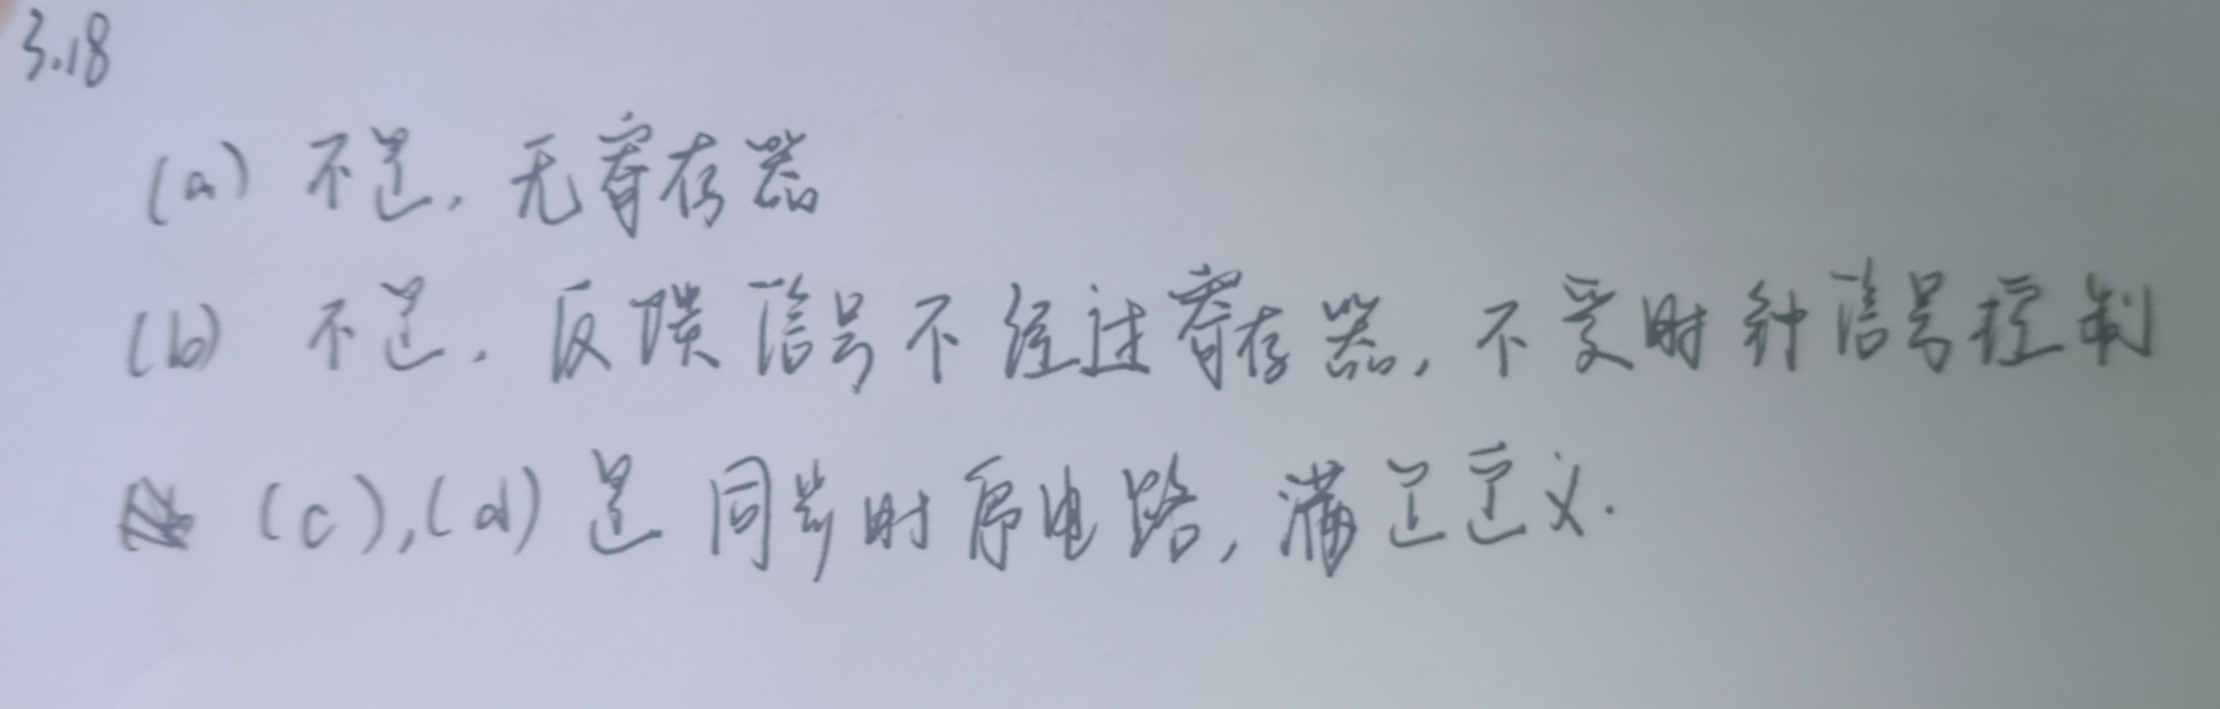 3.18
(a) 不是, 无寄存器
(b) 不是. 反馈信号不经过寄存器, 不受时钟信号控制
(c),(d) 是同步时序电路, 满足定义.